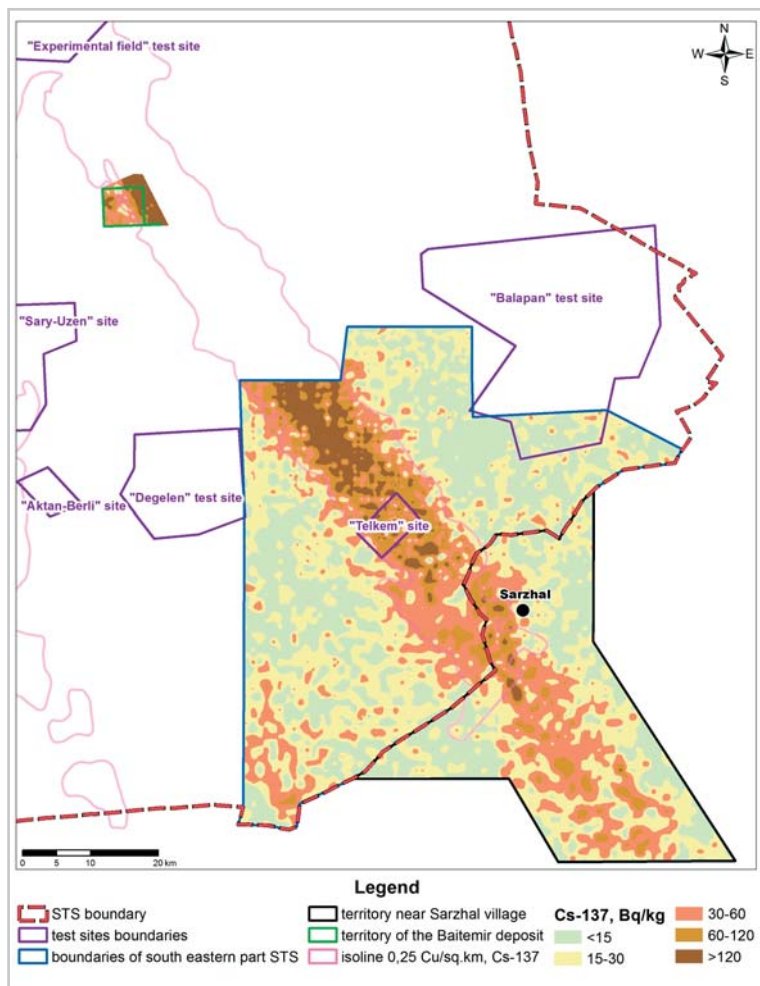 "Experimental field" test site
N
W E
S
"Balapan" test site
"Sary-Uzen" site
"Aktan-Berli" site
"Degelen" test site
"Telkem" site
Sarzhal
0 5 10 20 km
Legend
STS boundary
test sites boundaries
boundaries of south eastern part STS
territory near Sarzhal village
territory of the Baitemir deposit
isoline 0,25 Cu/sq.km, Cs-137
Cs-137, Bq/kg
<15
15-30
30-60
60-120
>120